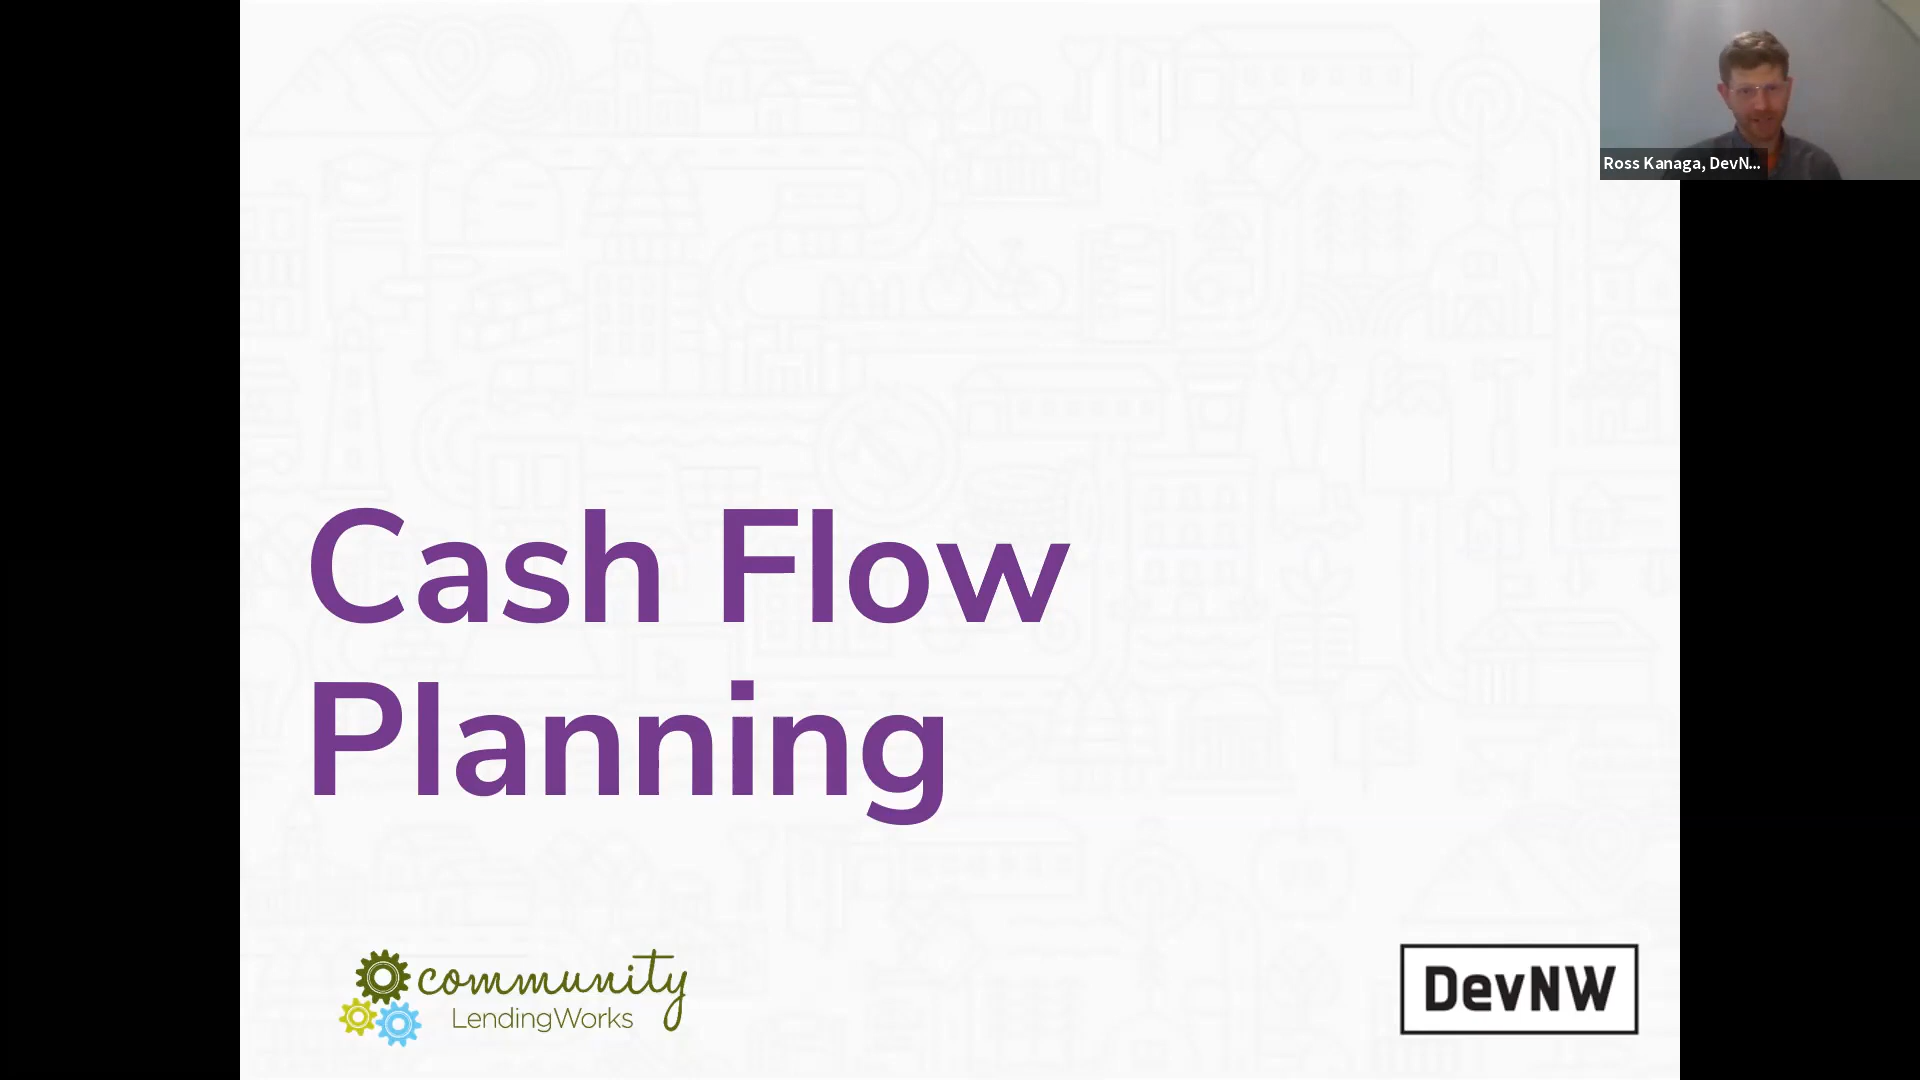 Ross Kanaga, DevN...
Cash Flow
Planning
community
LendingWorks
DevNW